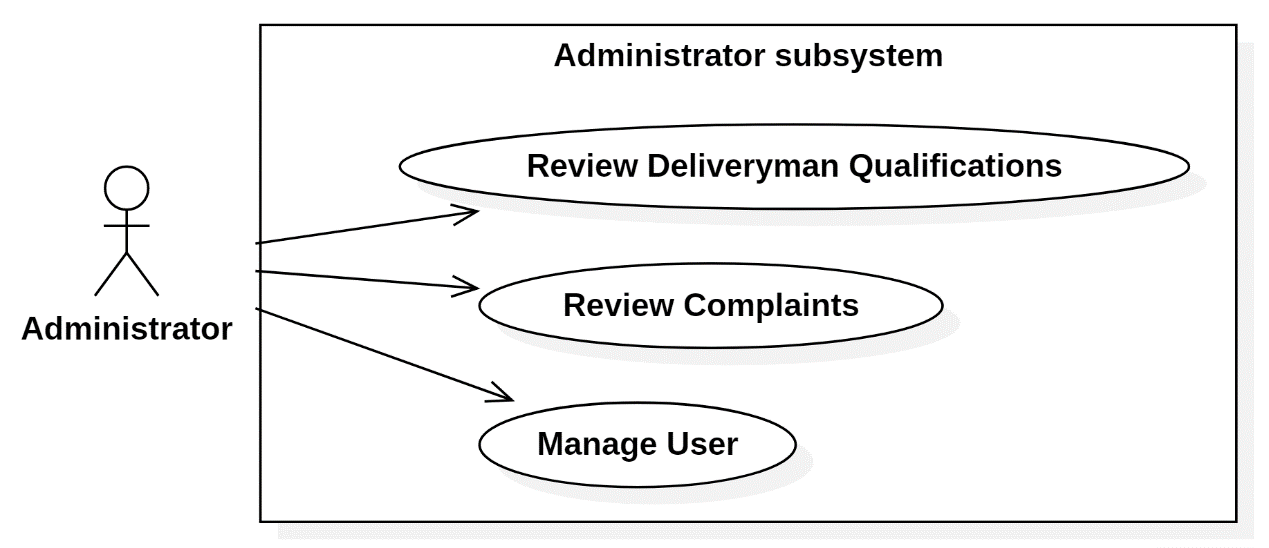 Administrator subsystem
Review Deliveryman Qualifications
Review Complaints
Administrator
Manage User